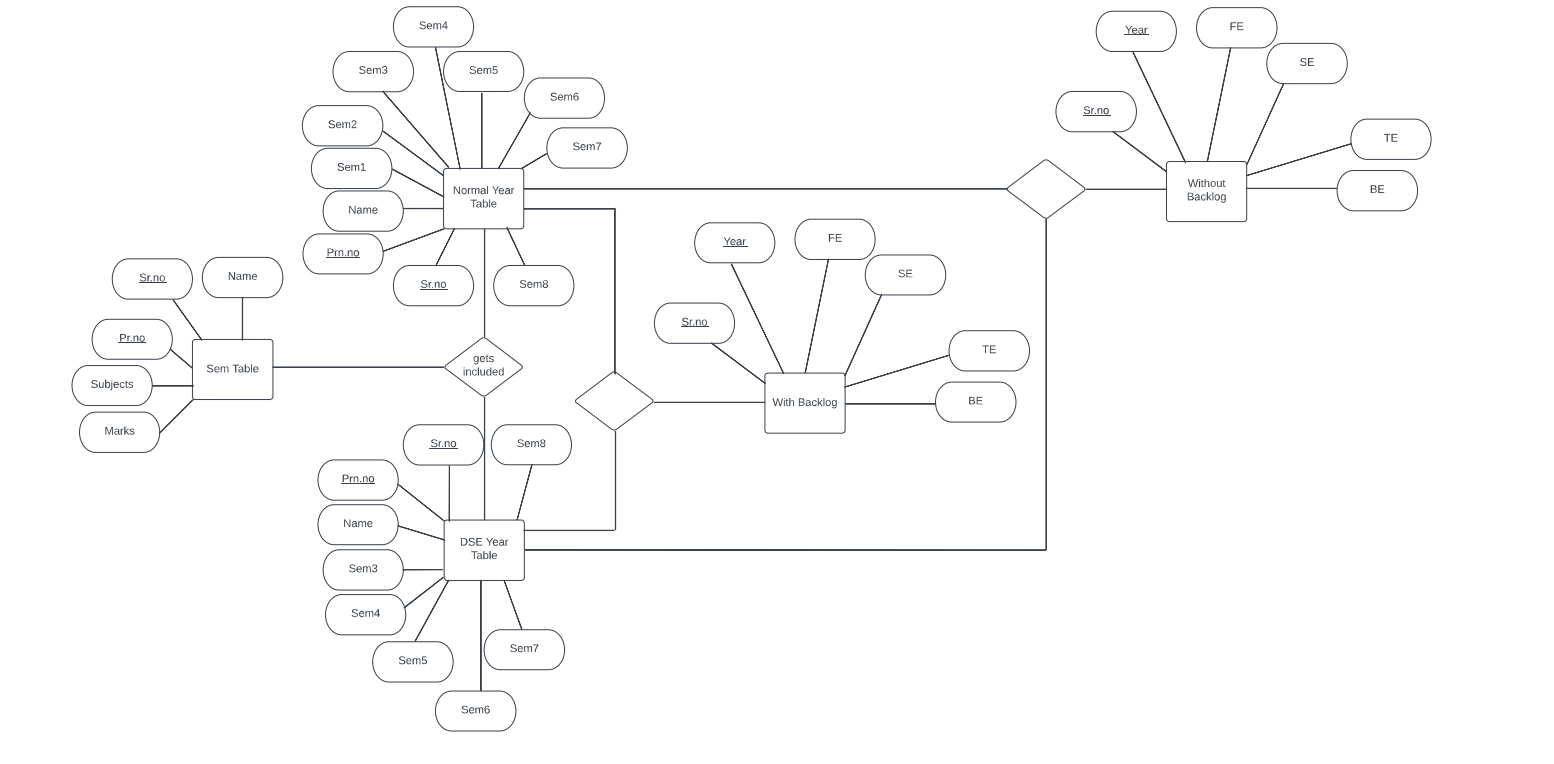 Sem4
Year
FE
Sem3
Sem5
SE
Sem6
Sr.no
Sem2
Sem7
TE
Sem1
Normal Year
Table
Without
Backlog
BE
Name
Prn.no
Year
FE
Sr.no
Name
Sr.no
Sem8
SE
Pr.no
Sr.no
Sem Table
gets
included
TE
Subjects
With Backlog
BE
Marks
Sr.no
Sem8
Prn.no
Name
DSE Year
Table
Sem3
Sem4
Sem5
Sem7
Sem6